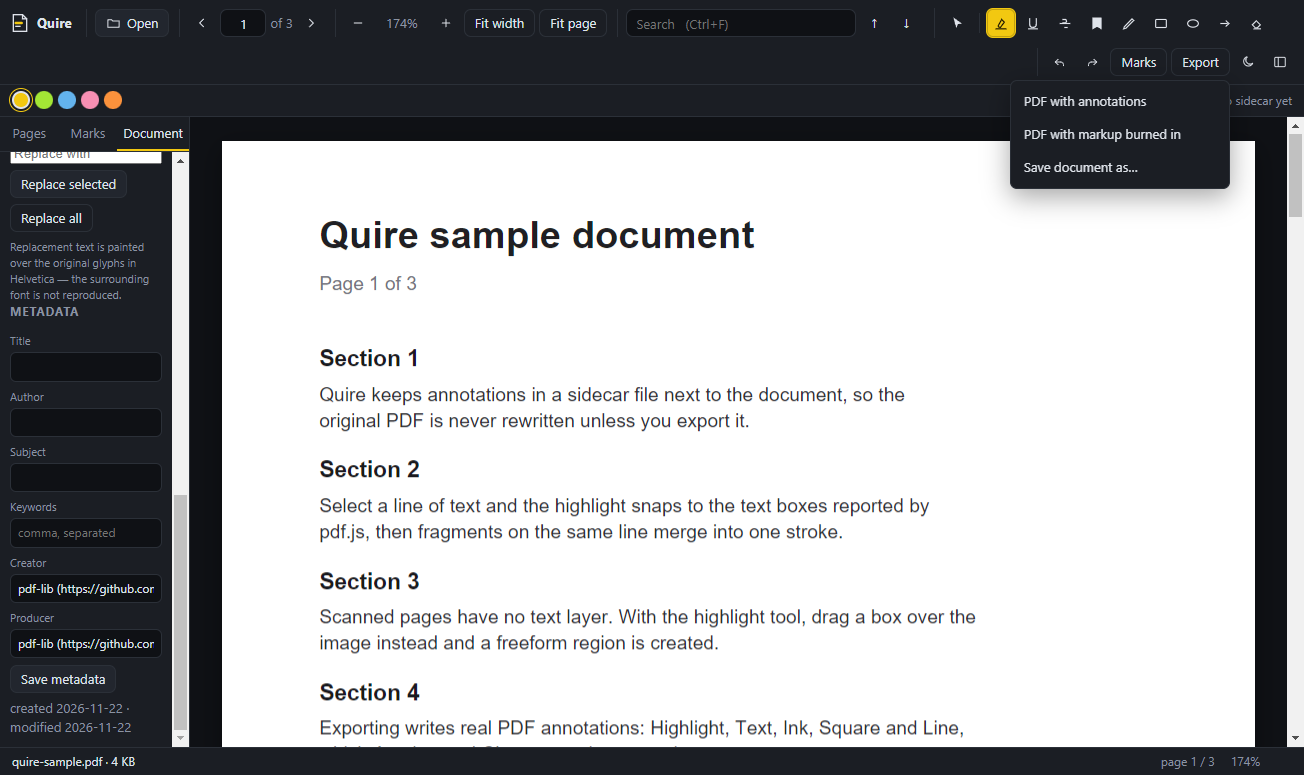 Quire
Open
1
of 3
174%
Fit width
Fit page
Search (Ctrl+F)
Marks
Export
PDF with annotations
PDF with markup burned in
Save document as...
sidecar yet
Pages
Marks
Document
Replace with
Replace selected
Replace all
Replacement text is painted
over the original glyphs in
Helvetica — the surrounding
font is not reproduced.
METADATA
Title
Author
Subject
Keywords
comma, separated
Creator
pdf-lib (https://github.cor
Producer
pdf-lib (https://github.cor
Save metadata
created 2026-11-22 ·
modified 2026-11-22
Quire sample document
Page 1 of 3
Section 1
Quire keeps annotations in a sidecar file next to the document, so the
original PDF is never rewritten unless you export it.
Section 2
Select a line of text and the highlight snaps to the text boxes reported by
pdf.js, then fragments on the same line merge into one stroke.
Section 3
Scanned pages have no text layer. With the highlight tool, drag a box over the
image instead and a freeform region is created.
Section 4
Exporting writes real PDF annotations: Highlight, Text, Ink, Square and Line,
quire-sample.pdf · 4 KB
page 1 / 3
174%